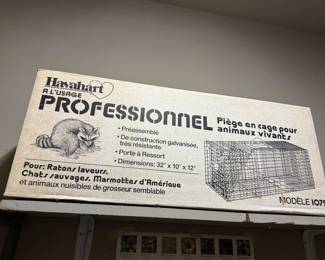 Havahart
A L'USAGE
PROFESSIONNEL
Piège en cage pour
animaux vivants
• Préassemblé
• De construction galvanisée,
très résistante
• Porte à Ressort
• Dimensions: 32" x 10" x 12"
Pour: Ratons laveurs,
Chats sauvages, Marmottes d'Amérique
et animaux nuisibles de grosseur semblable
MODÈLE 1079